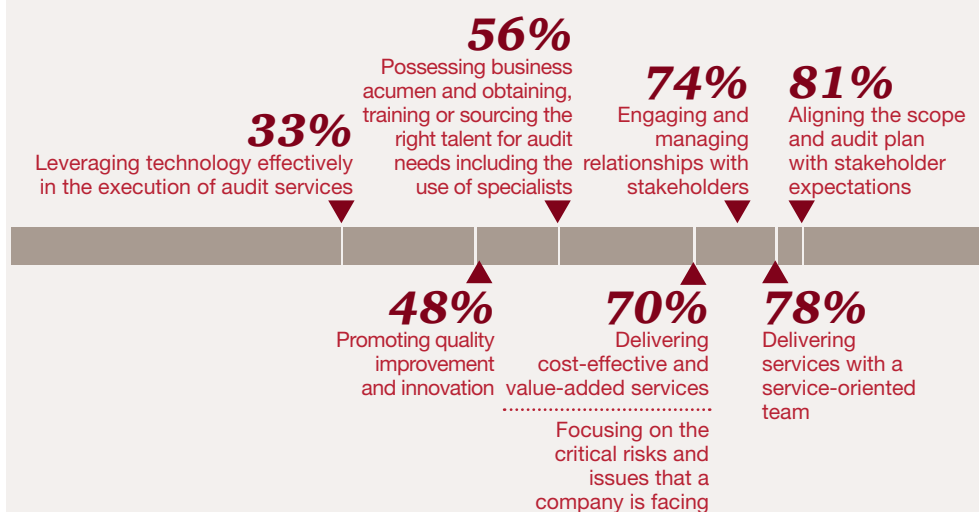 33%
Leveraging technology effectively
in the execution of audit services
56%
Possessing business
acumen and obtaining,
training or sourcing the
right talent for audit
needs including the
use of specialists
74%
Engaging and
managing
relationships with
stakeholders
81%
Aligning the scope
and audit plan
with stakeholder
expectations
48%
Promoting quality
improvement
and innovation
70%
Delivering
cost-effective and
value-added services
Focusing on the
critical risks and
issues that a
company is facing
78%
Delivering
services with a
service-oriented
team